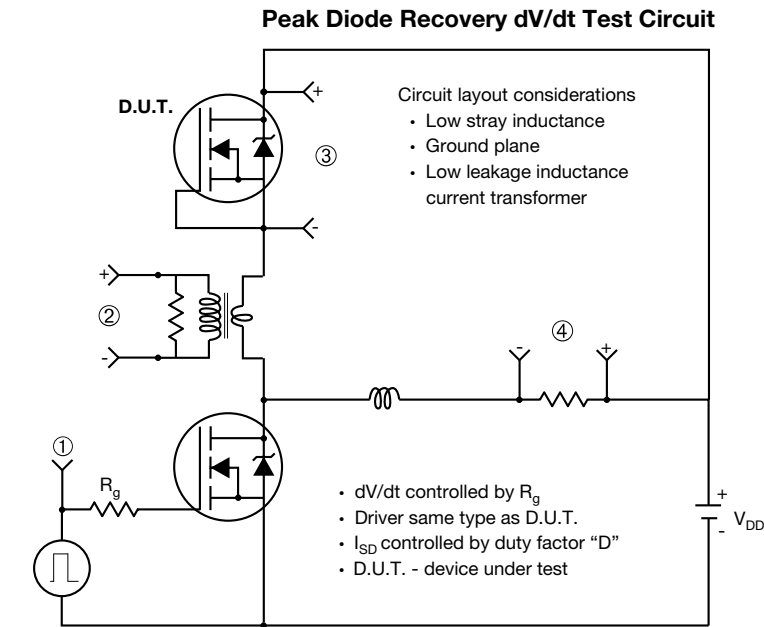 Peak Diode Recovery dV/dt Test Circuit
D.U.T.
+
Circuit layout considerations
• Low stray inductance
• Ground plane
• Low leakage inductance
current transformer
③
-
+
②
-
④
-
+
①
Rg
• dV/dt controlled by Rg
• Driver same type as D.U.T.
• ISD controlled by duty factor “D”
• D.U.T. - device under test
+
VDD
-